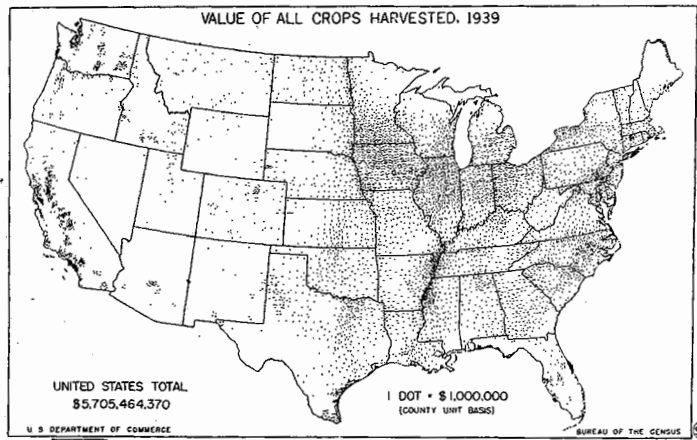 VALUE OF ALL CROPS HARVESTED, 1939
UNITED STATES TOTAL
$5,705,464,370
1 DOT = $1,000,000
(COUNTY UNIT BASIS)
U S DEPARTMENT OF COMMERCE
BUREAU OF THE CENSUS